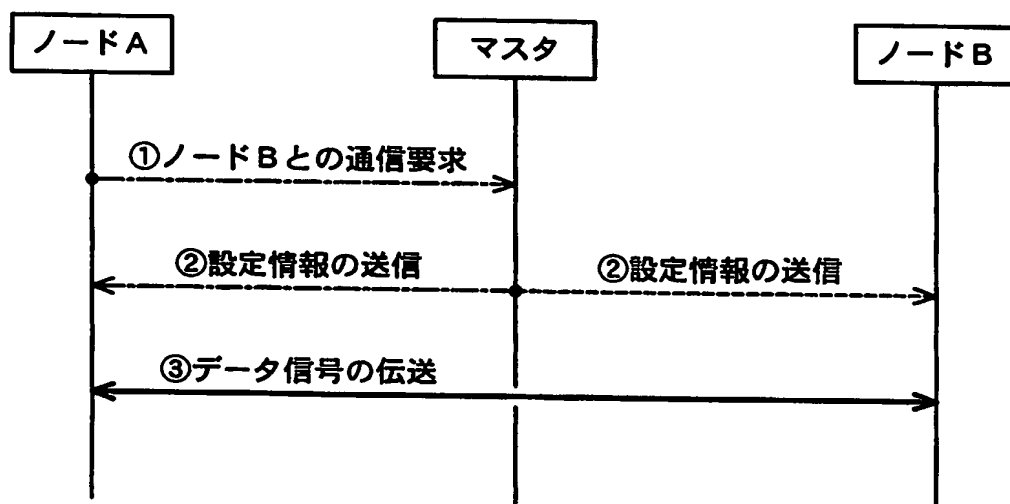 ノードA
マスタ
ノードB
①ノードBとの通信要求
②設定情報の送信
②設定情報の送信
③データ信号の伝送